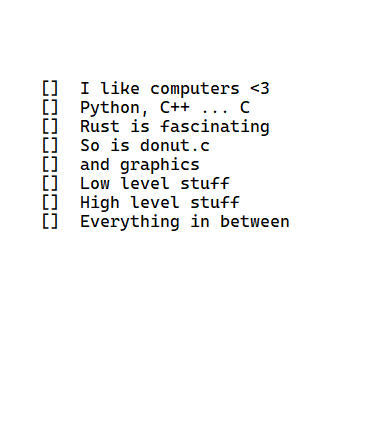 []  I like computers <3
[]  Python, C++ ... C
[]  Rust is fascinating
[]  So is donut.c
[]  and graphics
[]  Low level stuff
[]  High level stuff
[]  Everything in between